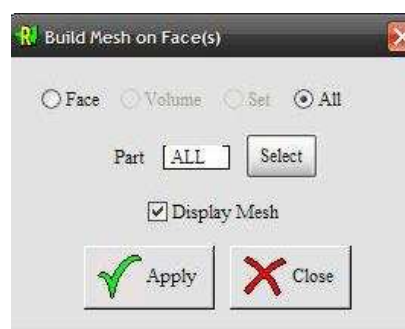 Build Mesh on Face(s)
Face Volume Set All
Part ALL Select
Display Mesh
Apply Close